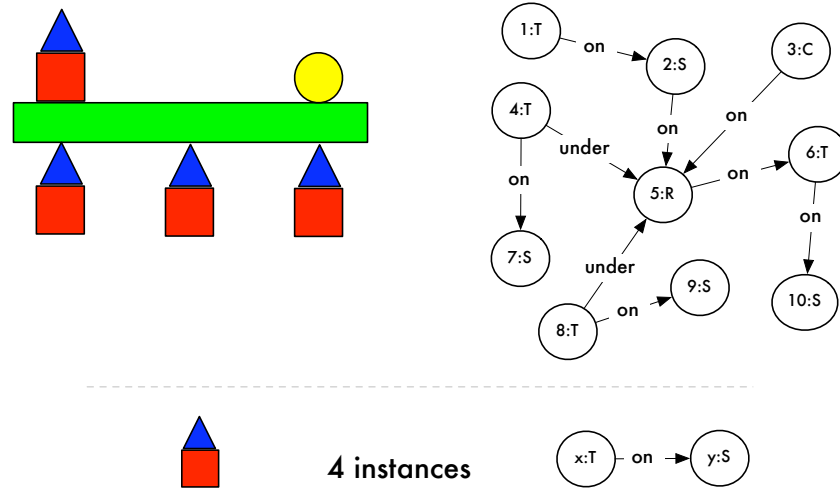 1:T
on
2:S
3:C
4:T
on
on
under
6:T
on
5:R
on
on
7:S
under
9:S
on
10:S
8:T
4 instances
x:T
on
y:S